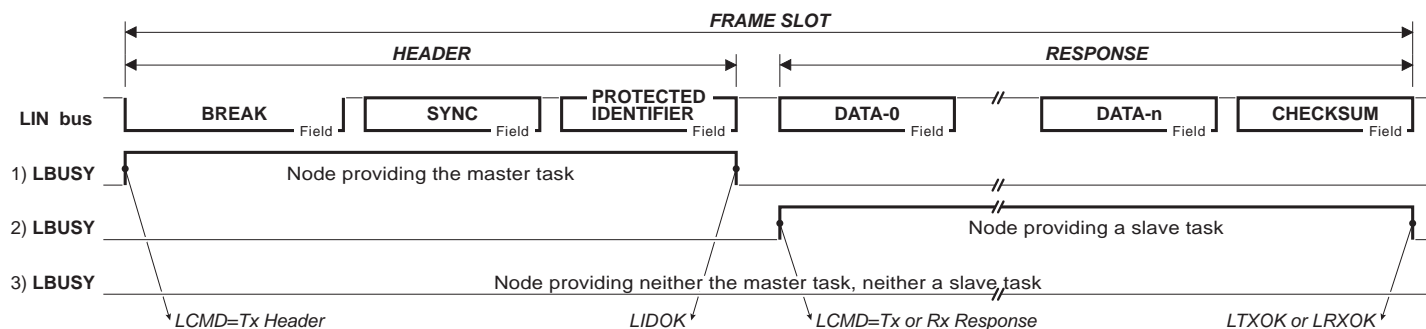 FRAME SLOT
HEADER RESPONSE
LIN bus BREAK Field SYNC Field PROTECTED IDENTIFIER Field DATA-0 Field DATA-n Field CHECKSUM Field
1) LBUSY Node providing the master task
2) LBUSY Node providing a slave task
3) LBUSY Node providing neither the master task, neither a slave task
LCMD=Tx Header LIDOK LCMD=Tx or Rx Response LTXOK or LRXOK